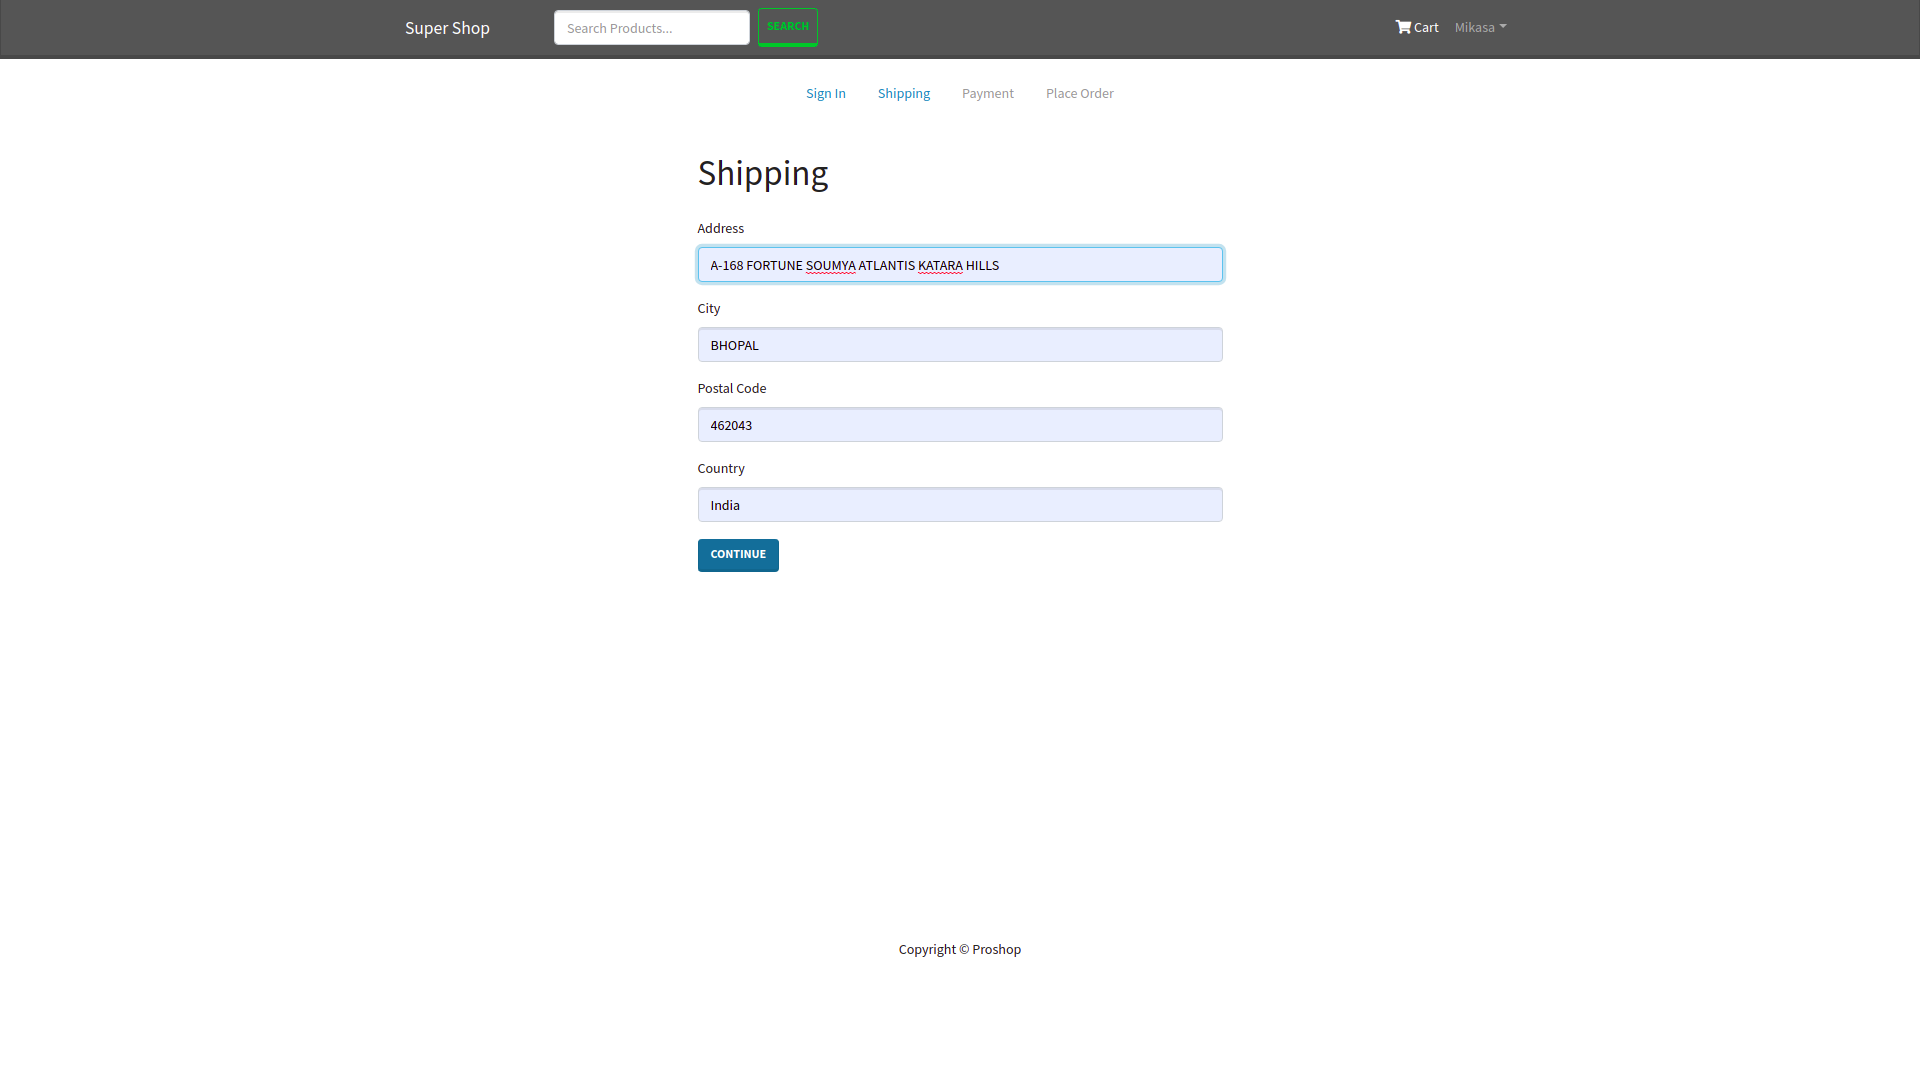 Super Shop
Search Products...
SEARCH
Cart
Mikasa
Sign In
Shipping
Payment
Place Order
Shipping
Address
A-168 FORTUNE SOUMYA ATLANTIS KATARA HILLS
City
BHOPAL
Postal Code
462043
Country
India
CONTINUE
Copyright © Proshop